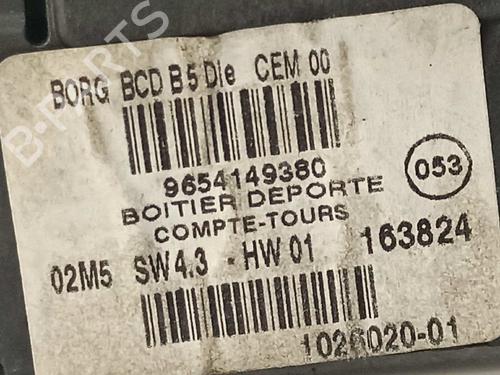 BORG BCD B5 Die CEM 00
9654149380
053
BOITIER DEPORTE
COMPTE-TOURS
02M5 SW4.3 - HW 01 163824
1026020-01
B-PARTS